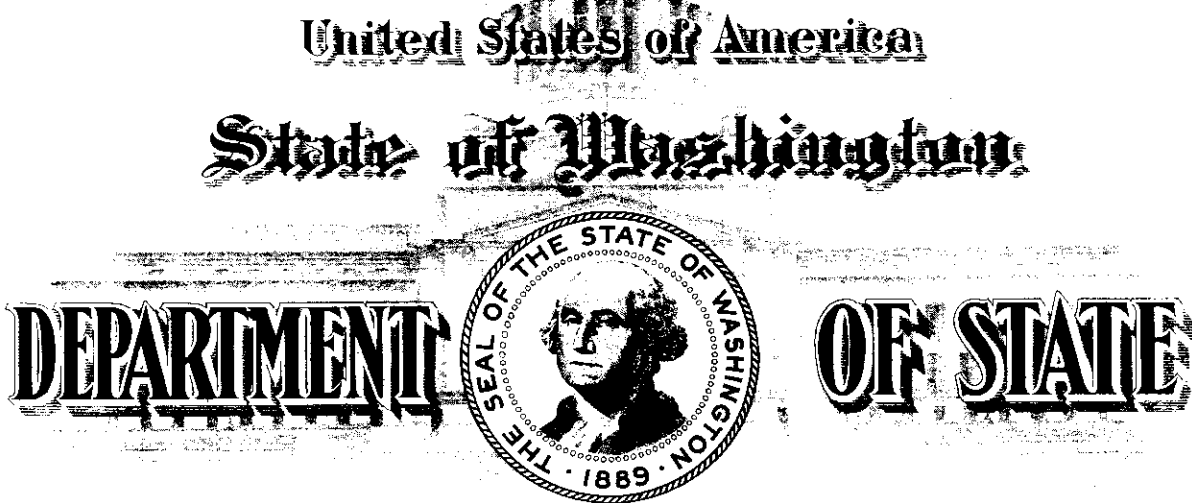 United States of America
State of Washington
DEPARTMENT OF STATE
THE SEAL OF THE STATE OF WASHINGTON
1889